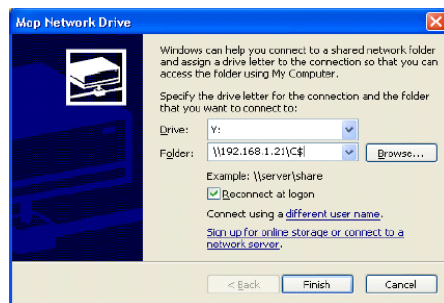 Map Network Drive
Windows can help you connect to a shared network folder
and assign a drive letter to the connection so that you can
access the folder using My Computer.
Specify the drive letter for the connection and the folder
that you want to connect to:
Drive: Y:
Folder: \\192.168.1.21\C$ Browse...
Example: \\server\share
Reconnect at logon
Connect using a different user name.
Sign up for online storage or connect to a
network server.
< Back Finish Cancel